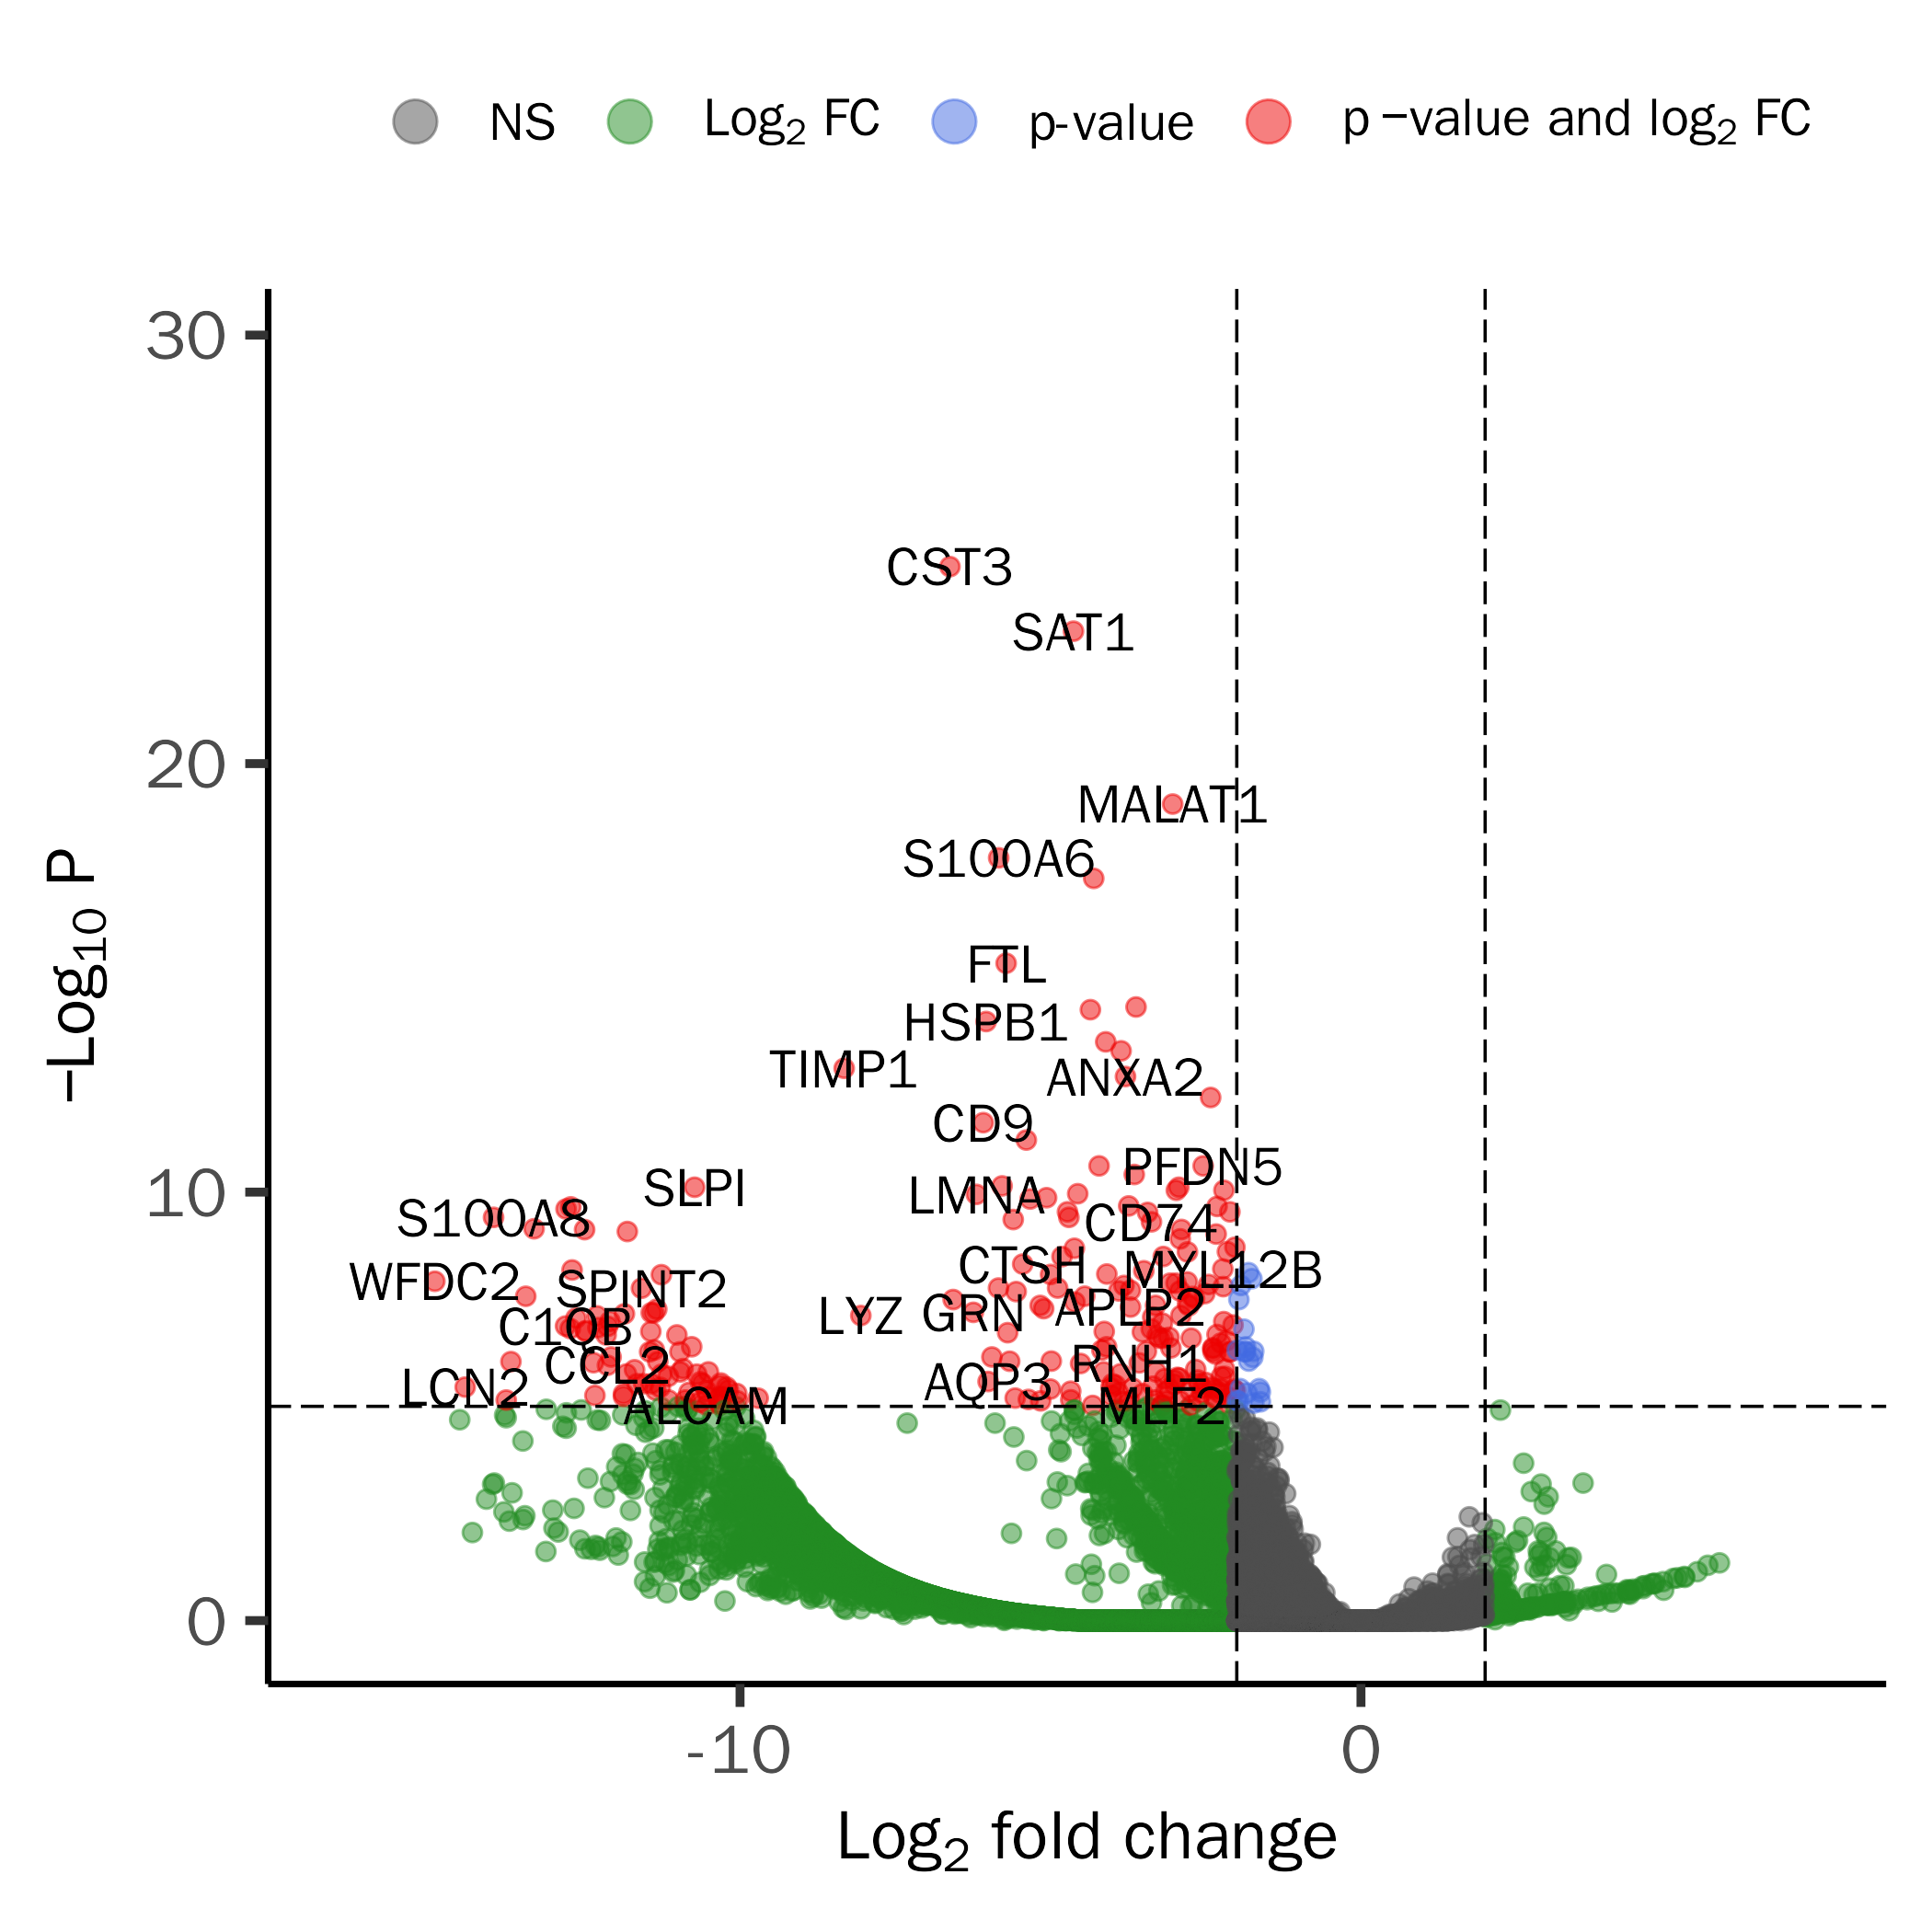 NS Log2 FC p-value p −value and log2 FC
30
20
10
0
−Log10 P
CST3
SAT1
MALAT1
S100A6
FTL
HSPB1
TIMP1
ANXA2
CD9
PFDN5
SLPI
LMNA
S100A8
CD74
CTSH
MYL12B
WFDC2
SPINT2
APLP2
GRN
LYZ
C1QB
RNH1
CCL2
AQP3
LCN2
ALCAM
MLF2
-10
0
Log2 fold change